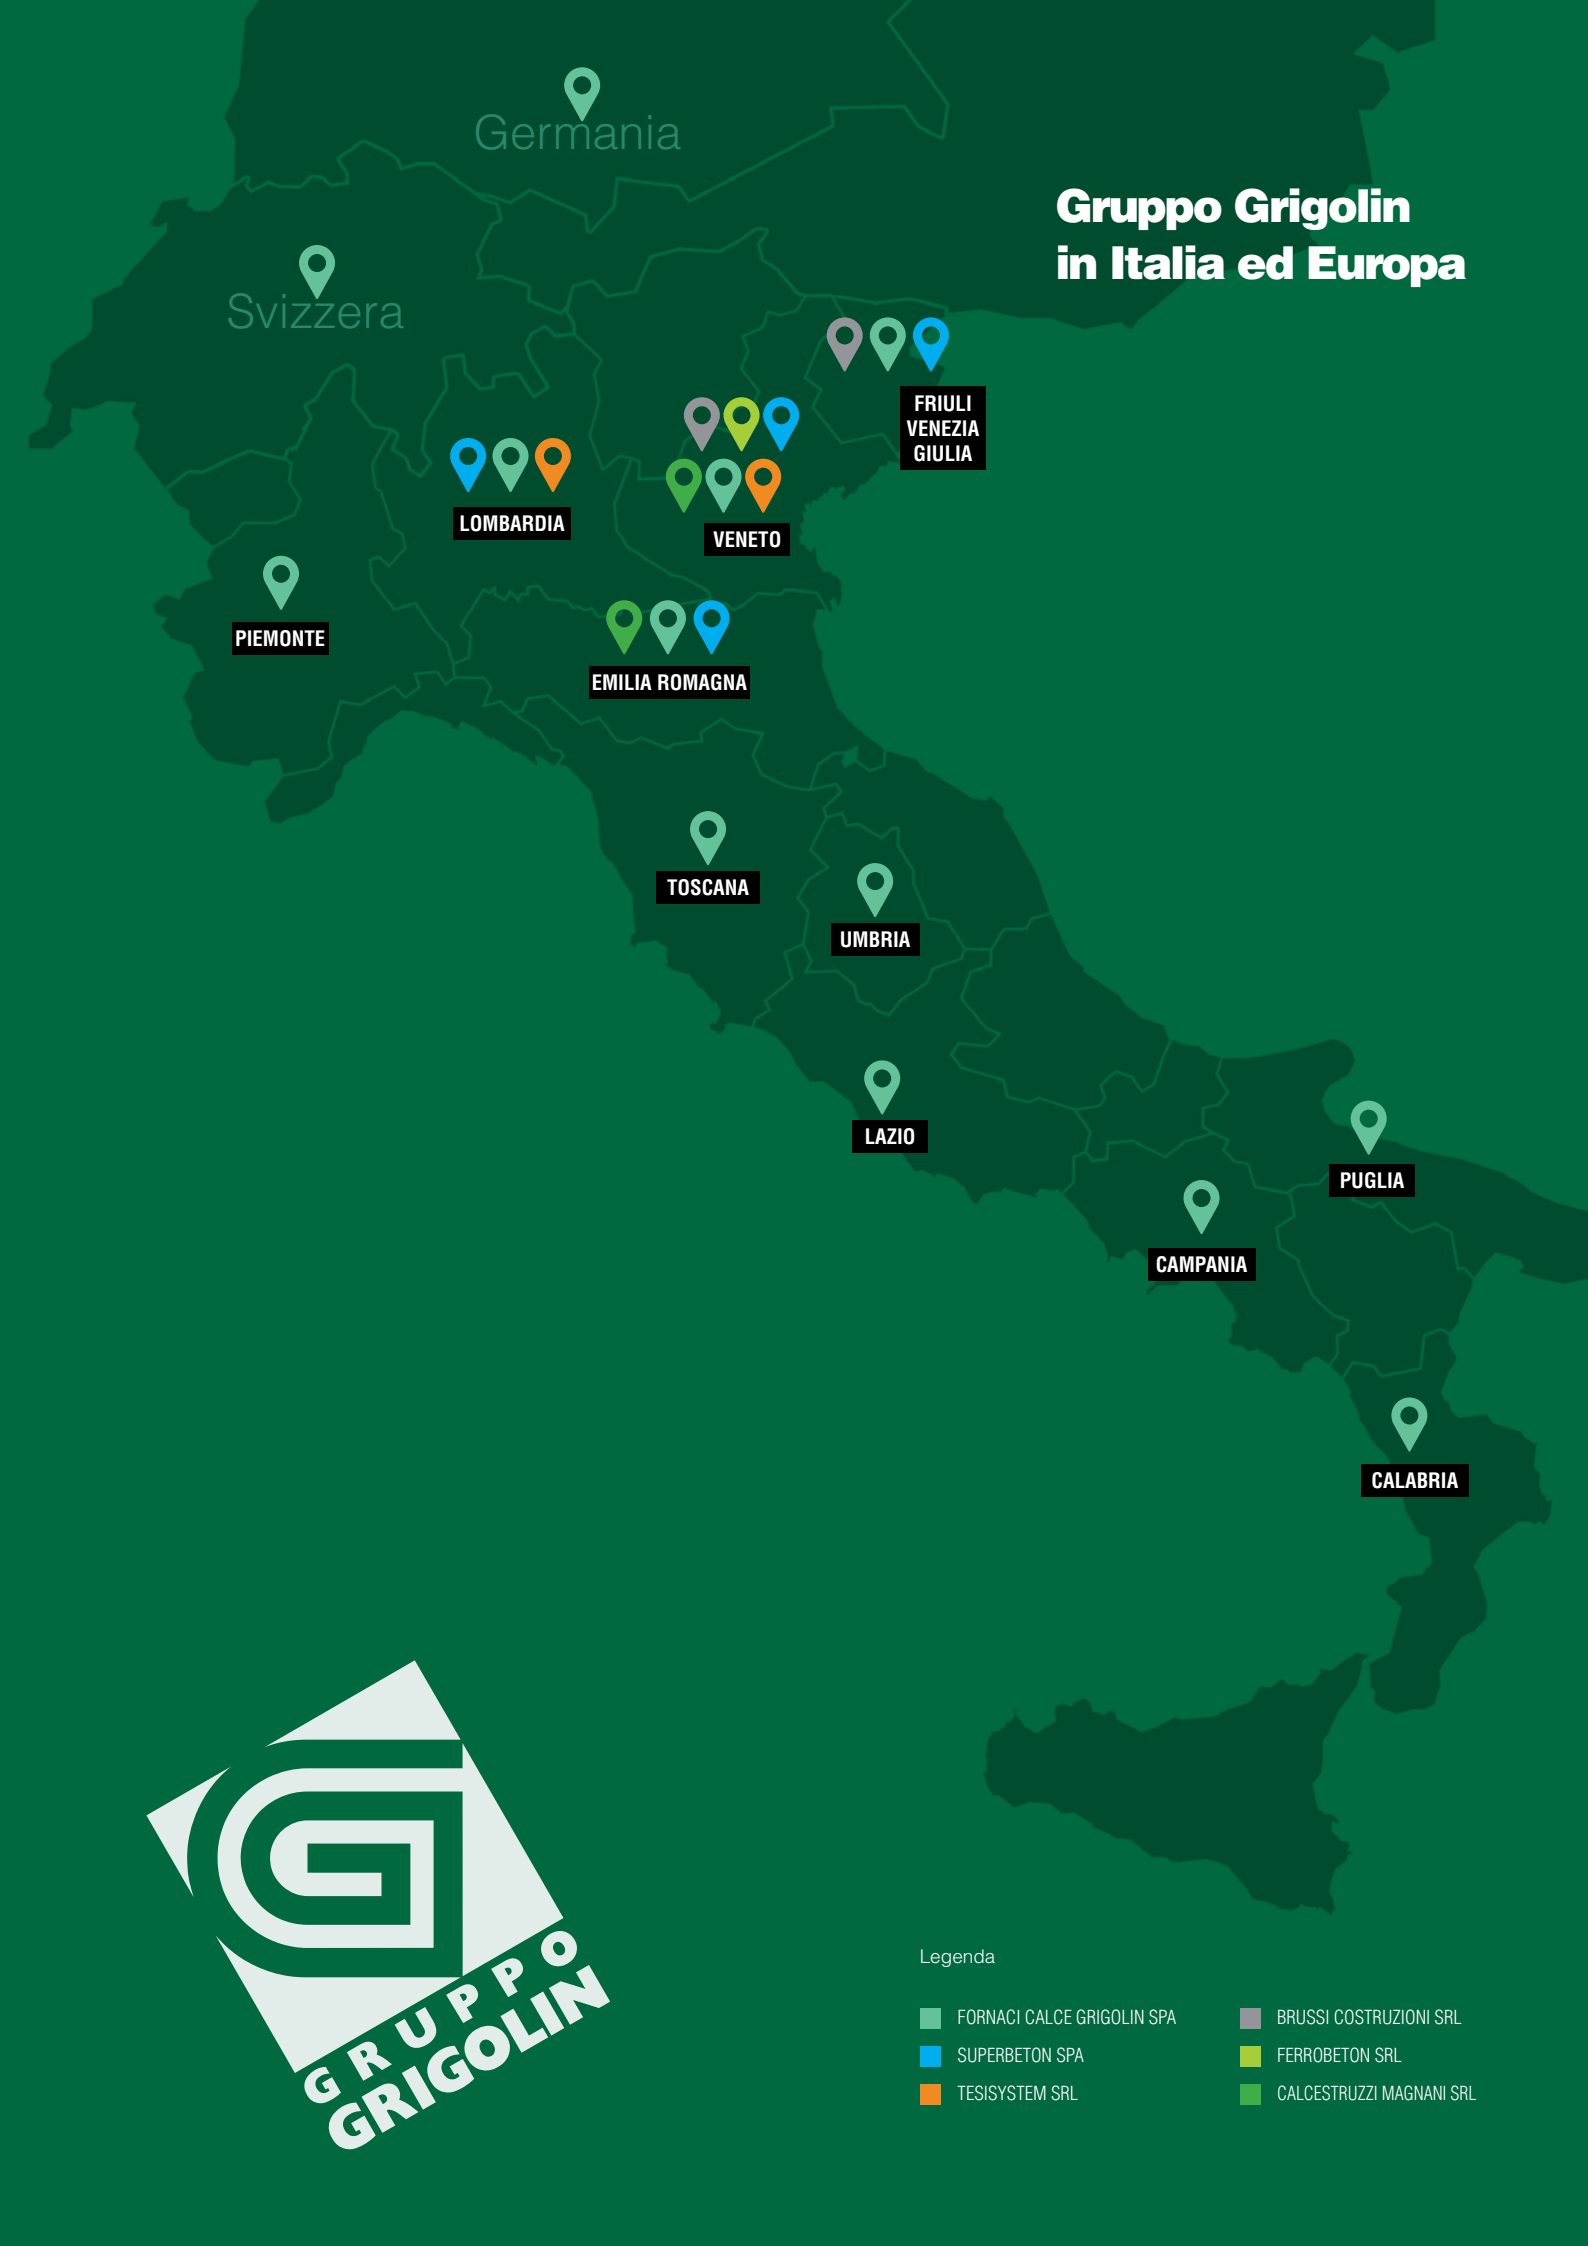 Germania
Gruppo Grigolin
in Italia ed Europa
Svizzera
FRIULI
VENEZIA
GIULIA
LOMBARDIA
VENETO
PIEMONTE
EMILIA ROMAGNA
TOSCANA
UMBRIA
LAZIO
PUGLIA
CAMPANIA
CALABRIA
GRUPPO
GRIGOLIN
Legenda
FORNACI CALCE GRIGOLIN SPA
SUPERBETON SPA
TESISYSTEM SRL
BRUSSI COSTRUZIONI SRL
FERROBETON SRL
CALCESTRUZZI MAGNANI SRL